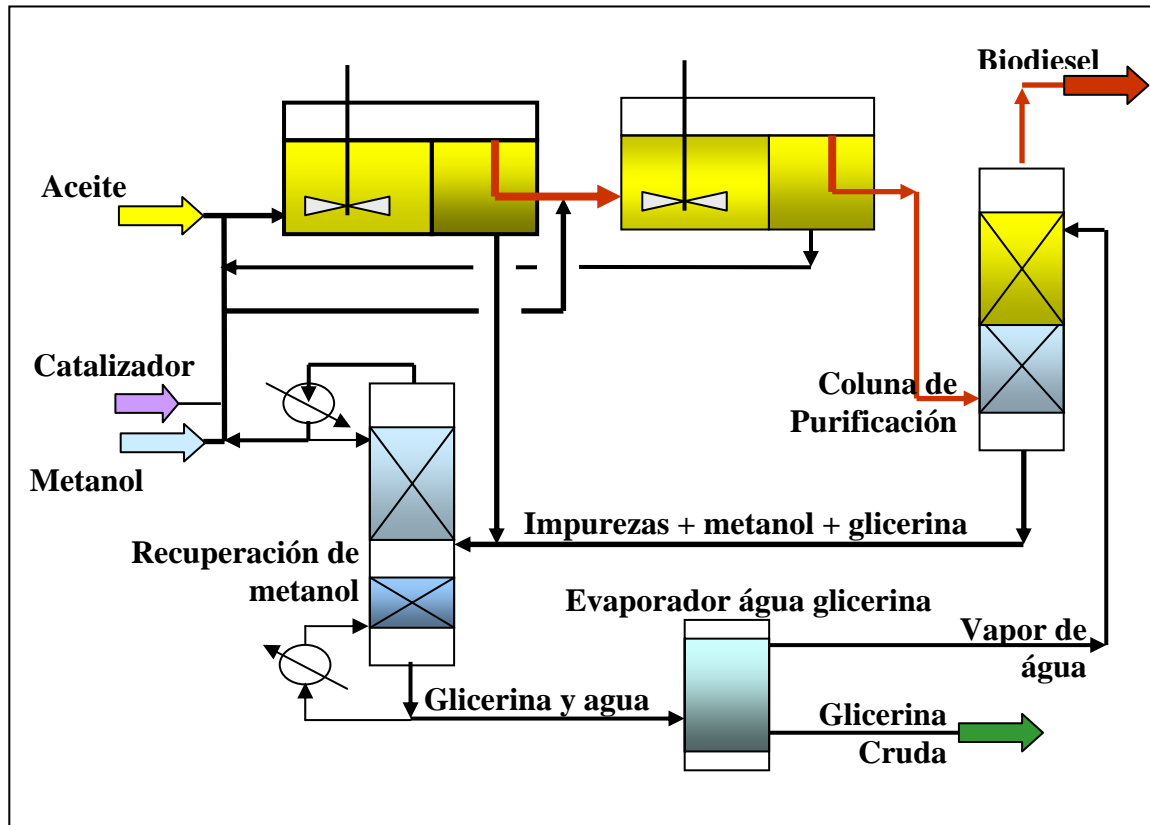 Biodiesel
Aceite
Catalizador
Metanol
Coluna de
Purificación
Impurezas + metanol + glicerina
Recuperación de
metanol
Evaporador água glicerina
Vapor de
água
Glicerina y agua
Glicerina
Cruda